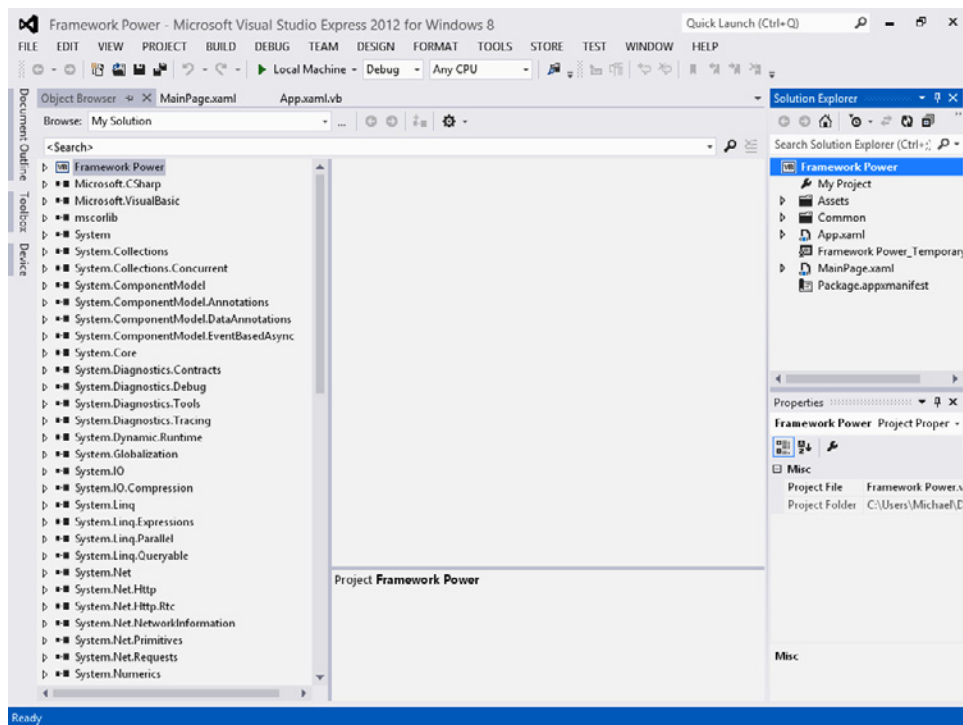 Framework Power - Microsoft Visual Studio Express 2012 for Windows 8
Quick Launch (Ctrl+Q)
FILE EDIT VIEW PROJECT BUILD DEBUG TEAM DESIGN FORMAT TOOLS STORE TEST WINDOW HELP
Local Machine Debug Any CPU
Document Outline
Toolbox
Device
Object Browser MainPage.xaml App.xaml.vb
Browse: My Solution ...
<Search>
Framework Power
Microsoft.CSharp
Microsoft.VisualBasic
mscorlib
System
System.Collections
System.Collections.Concurrent
System.ComponentModel
System.ComponentModel.Annotations
System.ComponentModel.DataAnnotations
System.ComponentModel.EventBasedAsync
System.Core
System.Diagnostics.Contracts
System.Diagnostics.Debug
System.Diagnostics.Tools
System.Diagnostics.Tracing
System.Dynamic.Runtime
System.Globalization
System.IO
System.IO.Compression
System.Linq
System.Linq.Expressions
System.Linq.Parallel
System.Linq.Queryable
System.Net
System.Net.Http
System.Net.Http.Rtc
System.Net.NetworkInformation
System.Net.Primitives
System.Net.Requests
System.Numerics
Project Framework Power
Solution Explorer
Search Solution Explorer (Ctrl+;)
VB Framework Power
My Project
Assets
Common
App.xaml
Framework Power_Temporary
MainPage.xaml
Package.appxmanifest
Properties
Framework Power Project Proper
Misc
Project File Framework Power.v
Project Folder C:\Users\Michael\D
Misc
Ready